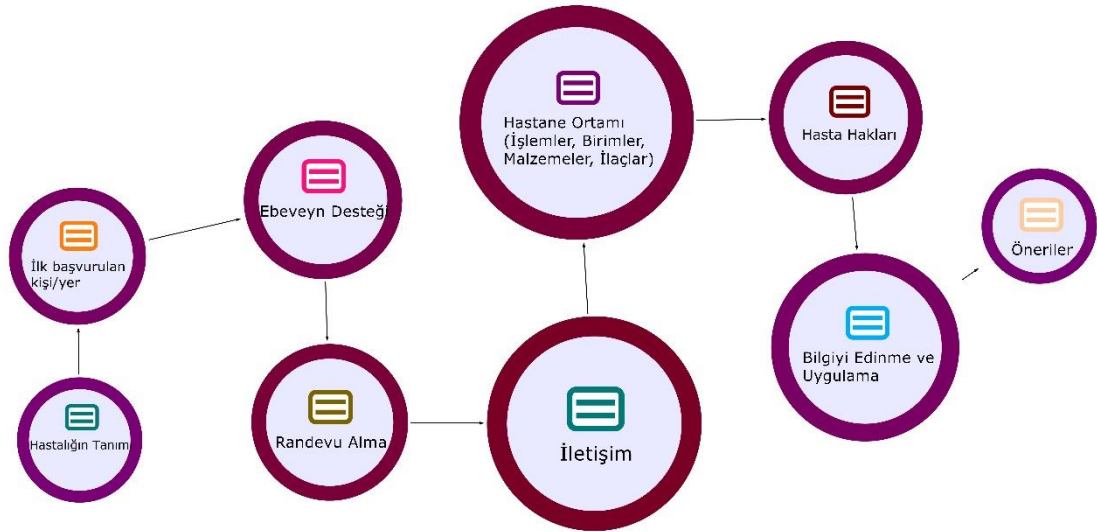 Hastalığın Tanım
İlk başvurulan
kişi/yer
Ebeveyn Desteği
Randevu Alma
İletişim
Hastane Ortamı
(İşlemler, Birimler,
Malzemeler, İlaçlar)
Hasta Hakları
Bilgiyi Edinme ve
Uygulama
Öneriler